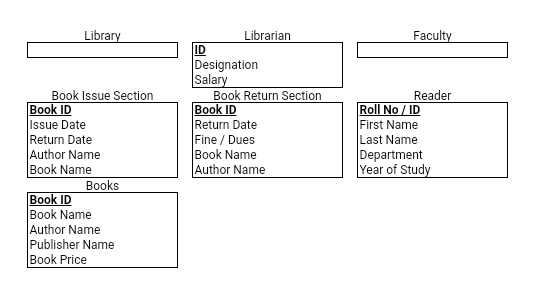 Library
Librarian
Faculty
ID
Designation
Salary
Book Issue Section
Book Return Section
Reader
Book ID
Issue Date
Return Date
Author Name
Book Name
Book ID
Return Date
Fine / Dues
Book Name
Author Name
Roll No / ID
First Name
Last Name
Department
Year of Study
Books
Book ID
Book Name
Author Name
Publisher Name
Book Price